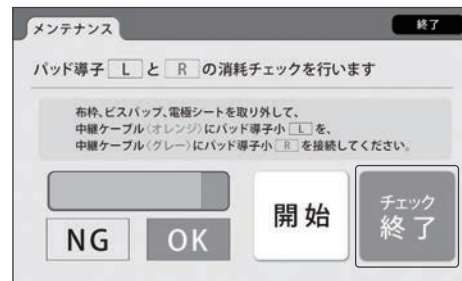 メンテナンス
終了
パッド導子 L と R の消耗チェックを行います
布枠、ビスパップ、電極シートを取り外して、
中継ケーブル(オレンジ)にパッド導子小 L を、
中継ケーブル(グレー)にパッド導子小 R を接続してください。
NG
OK
開始
チェック
終了